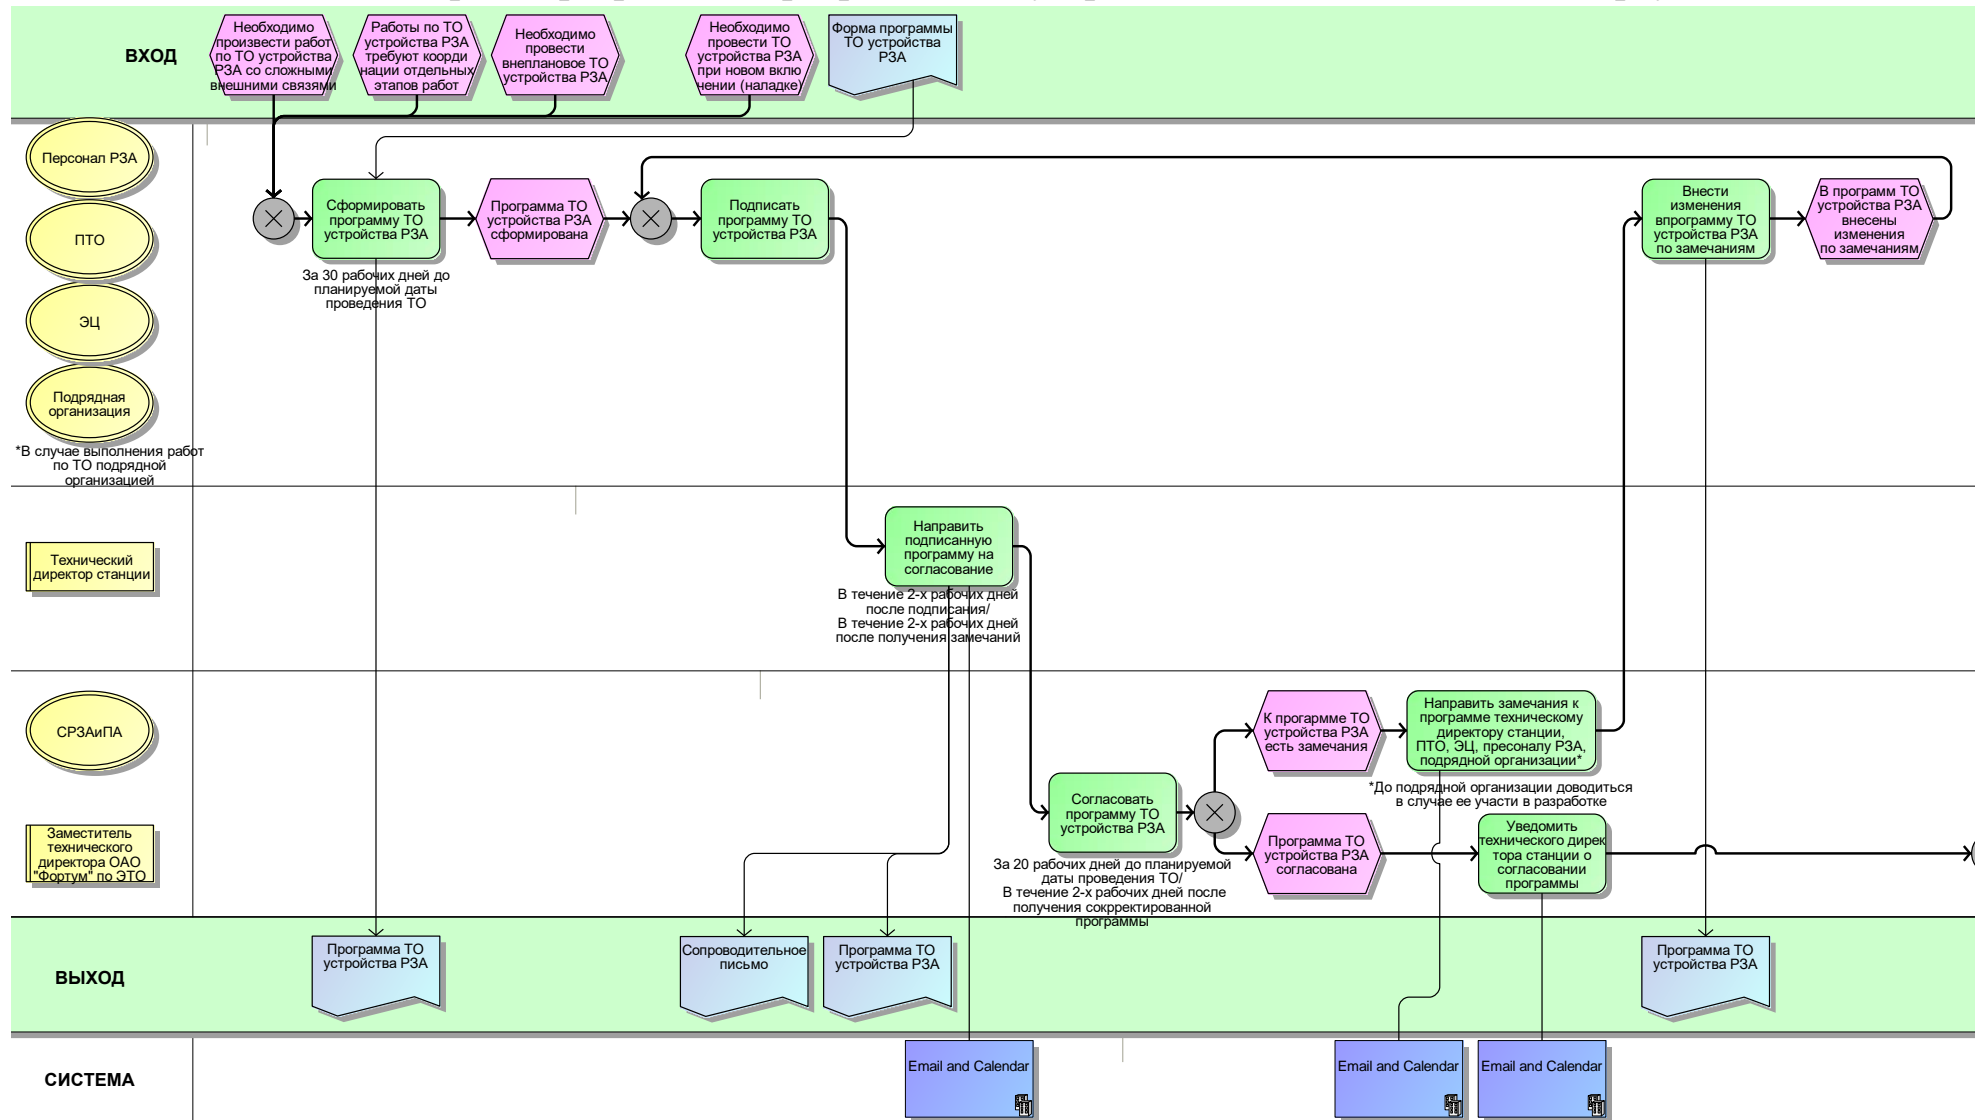 ВХОД
Необходимо
произвести работ
по ТО устройства
РЗА со сложными
внешними связями
Работы по ТО
устройства РЗА
требуют коорди
нации отдельных
этапов работ
Необходимо
провести
внеплановое ТО
устройства РЗА
Необходимо
провести ТО
устройства РЗА
при новом вклю
чении (наладке)
Форма программы
ТО устройства
РЗА
Персонал РЗА
ПТО
ЭЦ
Подрядная
организация
*В случае выполнения работ
по ТО подрядной
организацией
Сформировать
программу ТО
устройства РЗА
За 30 рабочих дней до
планируемой даты
проведения ТО
Программа ТО
устройства РЗА
сформирована
Подписать
программу ТО
устройства РЗА
Внести
изменения
впрограмму ТО
устройства РЗА
по замечаниям
В программ ТО
устройства РЗА
внесены
изменения
по замечаниям
Технический
директор станции
Направить
подписанную
программу на
согласование
В течение 2-х рабочих дней
после подписания/
В течение 2-х рабочих дней
после получения замечаний
СРЗАиПА
Заместитель
технического
директора ОАО
"Фортум" по ЭТО
Согласовать
программу ТО
устройства РЗА
За 20 рабочих дней до планируемой
даты проведения ТО/
В течение 2-х рабочих дней после
получения сокрректированной
программы
К прогармме ТО
устройства РЗА
есть замечания
Направить замечания к
программе техническому
директору станции,
ПТО, ЭЦ, пресоналу РЗА,
подрядной организации*
*До подрядной организации доводиться
в случае ее участи в разработке
Программа ТО
устройства РЗА
согласована
Уведомить
технического дирек
тора станции о
согласовании
программы
ВЫХОД
Программа ТО
устройства РЗА
Сопроводительное
письмо
Программа ТО
устройства РЗА
Программа ТО
устройства РЗА
СИСТЕМА
Email and Calendar
Email and Calendar
Email and Calendar